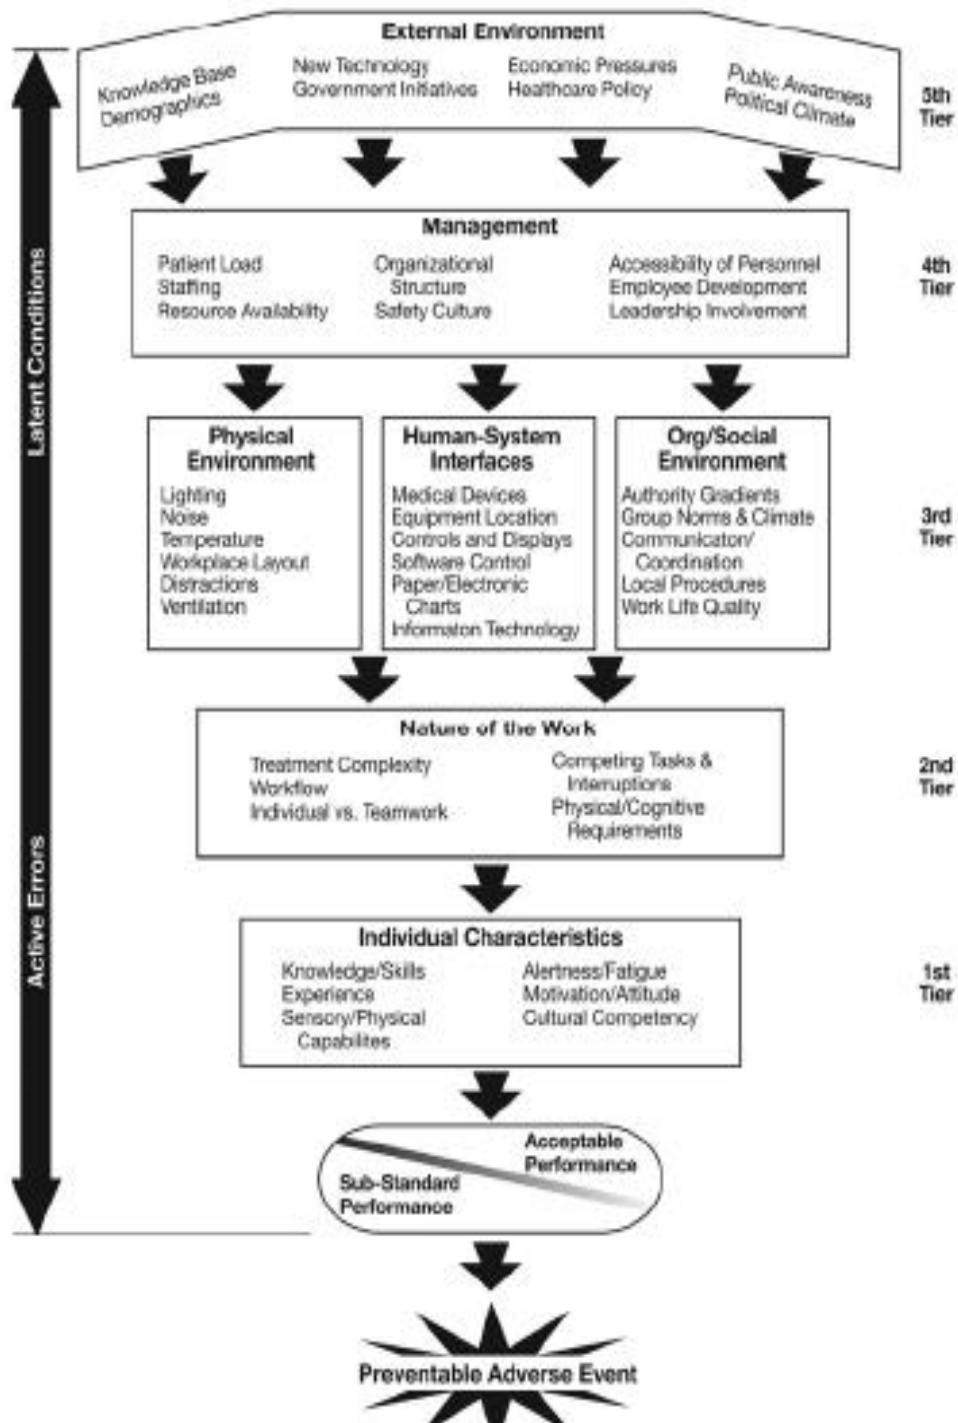 External Environment
Knowledge Base
Demographics
New Technology
Government Initiatives
Economic Pressures
Healthcare Policy
Public Awareness
Political Climate
5th
Tier
Management
Patient Load
Staffing
Resource Availability
Organizational
Structure
Safety Culture
Accessibility of Personnel
Employee Development
Leadership Involvement
4th
Tier
Latent Conditions
Physical
Environment
Lighting
Noise
Temperature
Workplace Layout
Distractions
Ventilation
Human-System
Interfaces
Medical Devices
Equipment Location
Controls and Displays
Software Control
Paper/Electronic
Charts
Informaton Technology
Org/Social
Environment
Authority Gradients
Group Norms & Climate
Communicaton/
Coordination
Local Procedures
Work Life Quality
3rd
Tier
Nature of the Work
Treatment Complexity
Workflow
Individual vs. Teamwork
Competing Tasks &
Interruptions
Physical/Cognitive
Requirements
2nd
Tier
Active Errors
Individual Characteristics
Knowledge/Skills
Experience
Sensory/Physical
Capabilites
Alertness/Fatigue
Motivation/Attitude
Cultural Competency
1st
Tier
Acceptable
Performance
Sub-Standard
Performance
Preventable Adverse Event